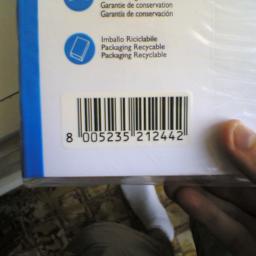 Garantie de conservation
Garantía de conservación
Imballo Riciclabile
Packaging Recyclable
Packaging Recyclable
8 005235 212442